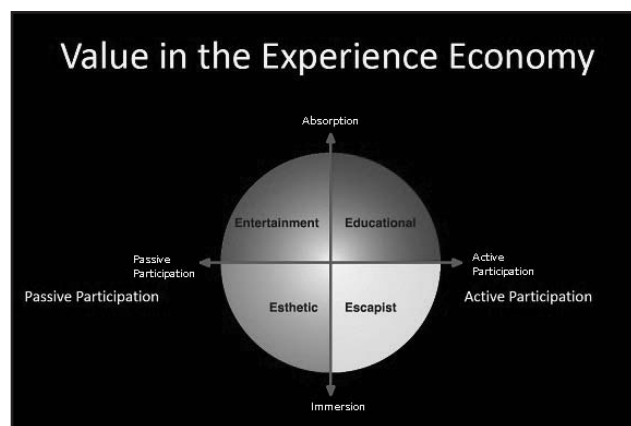 Value in the Experience Economy
Absorption
Entertainment
Educational
Passive
Participation
Active
Participation
Passive Participation
Active Participation
Esthetic
Escapist
Immersion